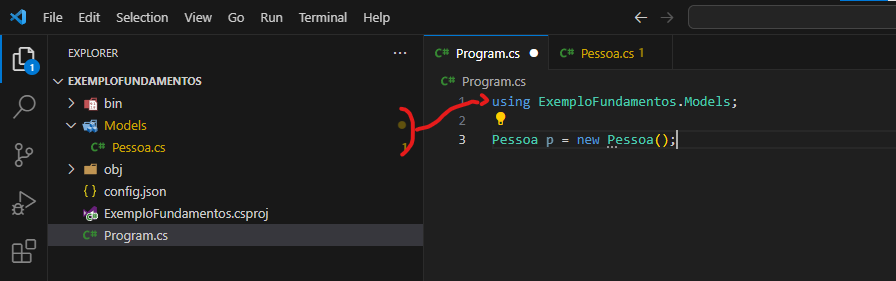 File Edit Selection View Go Run Terminal Help
EXPLORER
EXEMPLOFUNDAMENTOS
bin
Models
C# Pessoa.cs 1
obj
{} config.json
ExemploFundamentos.csproj
C# Program.cs
1
C# Program.cs
C# Pessoa.cs 1
C# Program.cs
1 using ExemploFundamentos.Models;
2
3 Pessoa p = new Pessoa();